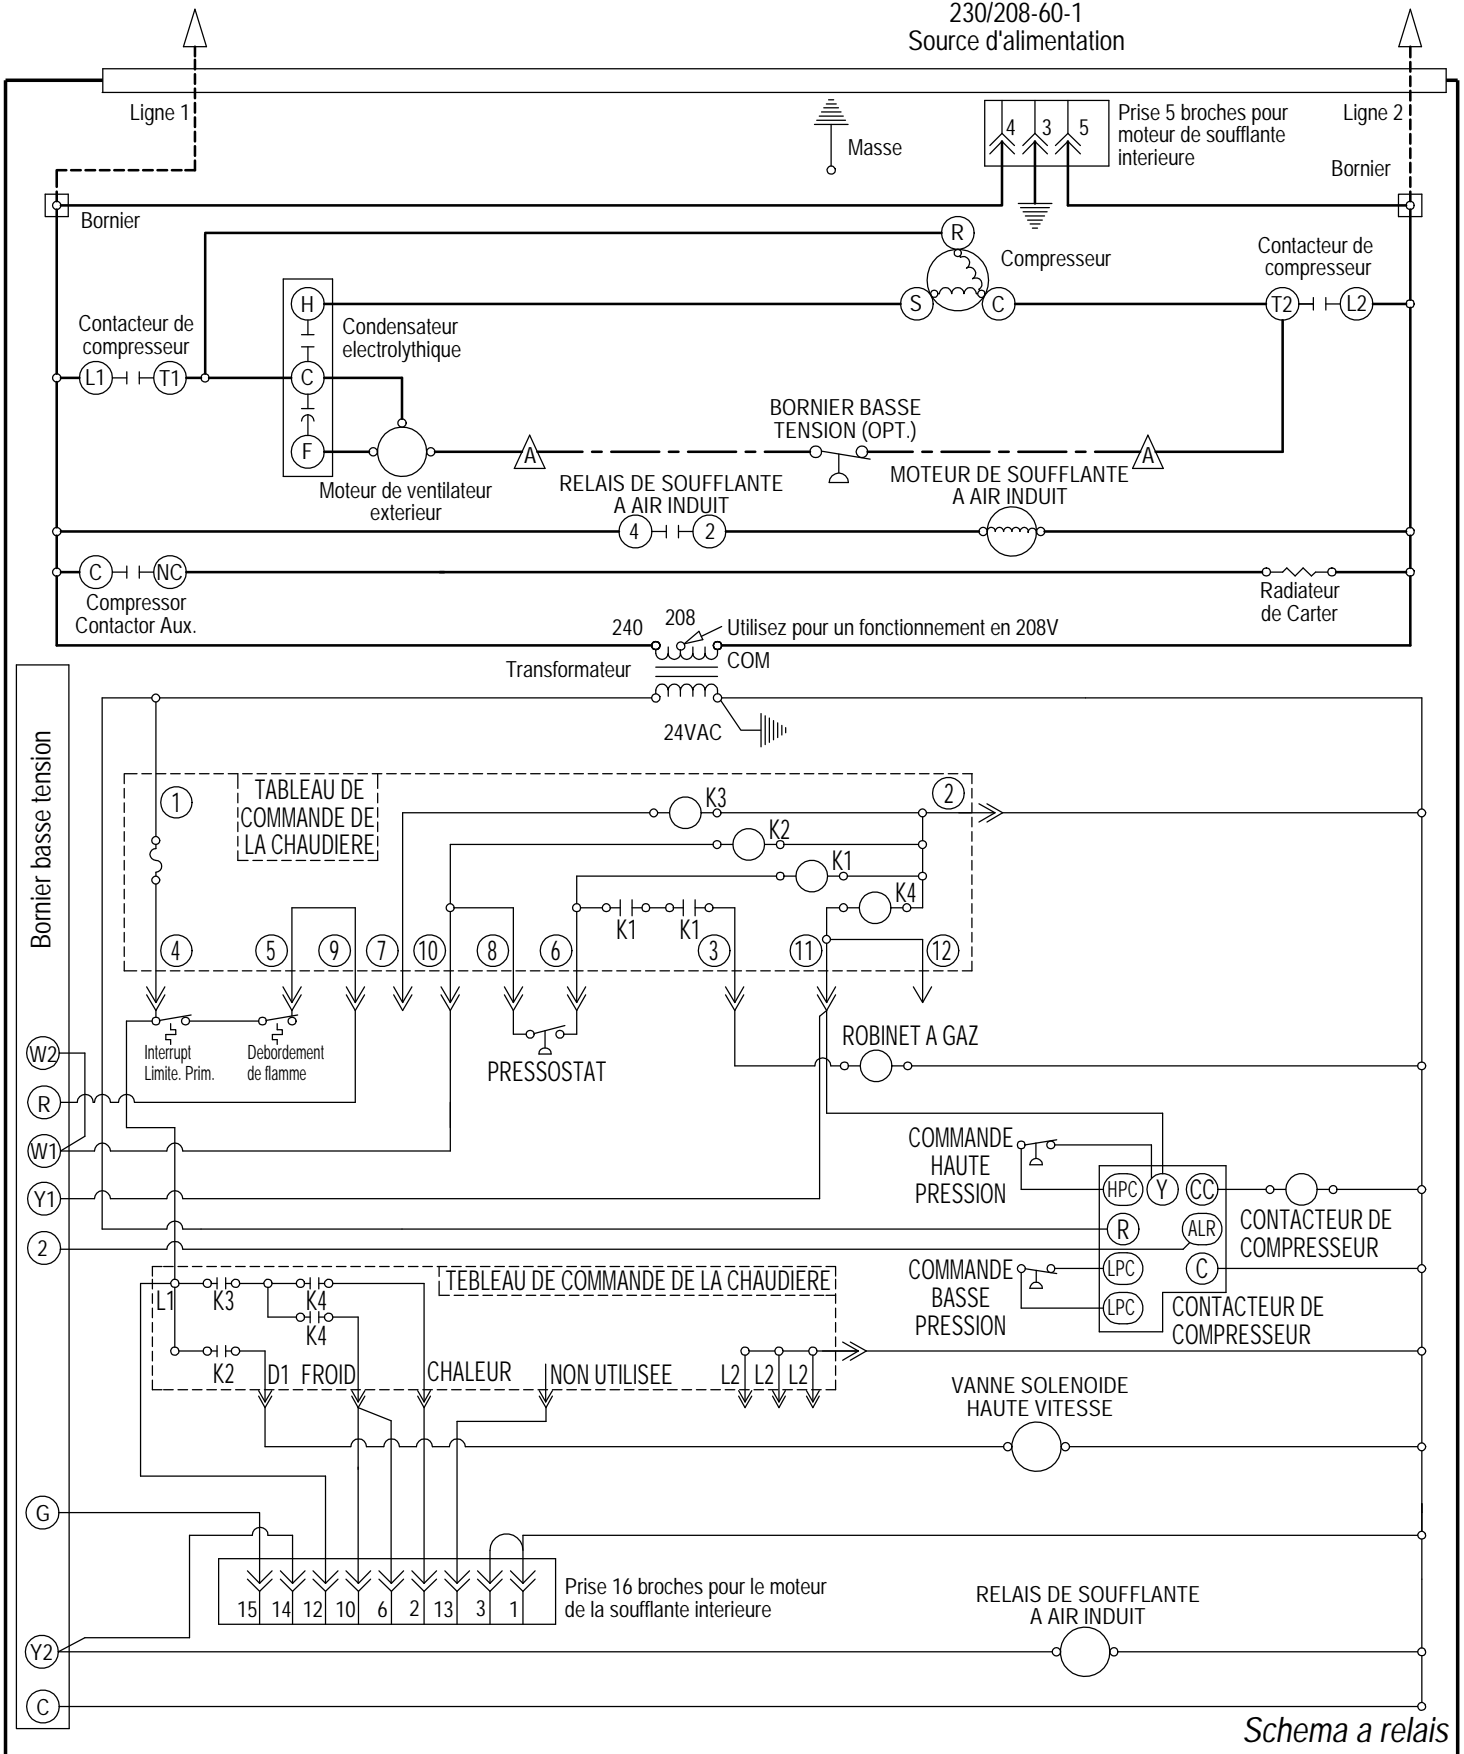 230/208-60-1
Source d'alimentation
Ligne 1
Masse
4 3 5
Prise 5 broches pour
moteur de soufflante
interieure
Ligne 2
Bornier
Bornier
R
Compresseur
Contacteur de
compresseur
H
S
C
T2
L2
Contacteur de
compresseur
Condensateur
electrolythique
L1
T1
C
BORNIER BASSE
TENSION (OPT.)
F
A
A
Moteur de ventilateur
exterieur
RELAIS DE SOUFFLANTE
A AIR INDUIT
MOTEUR DE SOUFFLANTE
A AIR INDUIT
4
2
C
NC
Compressor
Contactor Aux.
Radiateur
de Carter
240
208
Utilisez pour un fonctionnement en 208V
Transformateur
COM
24VAC
Bornier basse tension
TABLEAU DE
COMMANDE DE
LA CHAUDIERE
1
K3
2
K2
K1
K4
K1
K1
4
5
9
7
10
8
6
3
11
12
Interrupt
Limite. Prim.
Debordement
de flamme
PRESSOSTAT
ROBINET A GAZ
W2
R
W1
Y1
2
COMMANDE
HAUTE
PRESSION
HPC
Y
CC
R
ALR
CONTACTEUR DE
COMPRESSEUR
COMMANDE
BASSE
PRESSION
LPC
C
LPC
CONTACTEUR DE
COMPRESSEUR
TEBLEAU DE COMMANDE DE LA CHAUDIERE
L1
K3
K4
K4
K2
D1
FROID
CHALEUR
NON UTILISEE
L2
L2
L2
VANNE SOLENOIDE
HAUTE VITESSE
G
15 14 12 10 6 2 13 3 1
Prise 16 broches pour le moteur
de la soufflante interieure
RELAIS DE SOUFFLANTE
A AIR INDUIT
Y2
C
Schema a relais